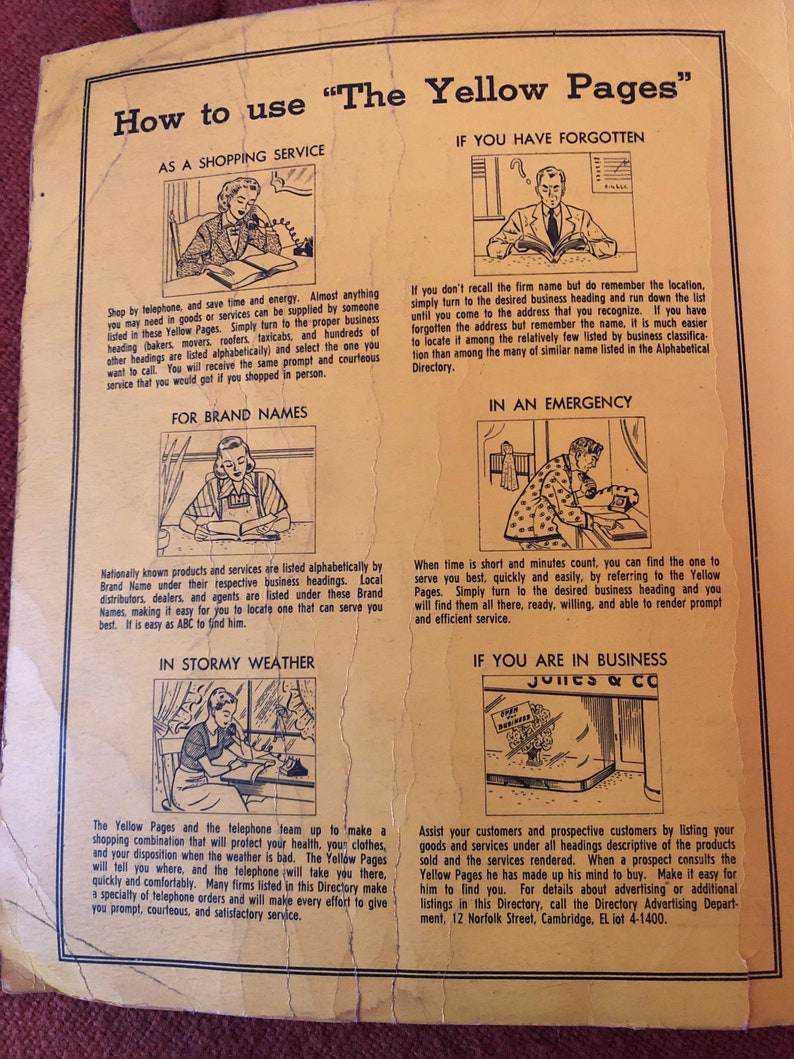 How to use "The Yellow Pages"
AS A SHOPPING SERVICE
Shop by telephone, and save time and energy. Almost anything
you may need in goods or services can be supplied by someone
listed in these Yellow Pages. Simply turn to the proper business
heading (bakers, movers, roofers, taxicabs, and hundreds of
other headings are listed alphabetically) and select the one you
want to call. You will receive the same prompt and courteous
service that you would get if you shopped in person.
IF YOU HAVE FORGOTTEN
?
If you don't recall the firm name but do remember the location,
simply turn to the desired business heading and run down the list
until you come to the address that you recognize. If you have
forgotten the address but remember the name, it is much easier
to locate it among the relatively few listed by business classifica-
tion than among the many of similar name listed in the Alphabetical
Directory.
FOR BRAND NAMES
Nationally known products and services are listed alphabetically by
Brand Name under their respective business headings. Local
distributors, dealers, and agents are listed under these Brand
Names, making it easy for you to locate one that can serve you
best. It is easy as ABC to find him.
IN AN EMERGENCY
When time is short and minutes count, you can find the one to
serve you best, quickly and easily, by referring to the Yellow
Pages. Simply turn to the desired business heading and you
will find them all there, ready, willing, and able to render prompt
and efficient service.
IN STORMY WEATHER
The Yellow Pages and the telephone team up to make a
shopping combination that will protect your health, your clothes,
and your disposition when the weather is bad. The Yellow Pages
will tell you where, and the telephone will take you there,
quickly and comfortably. Many firms listed in this Directory make
a specialty of telephone orders and will make every effort to give
you prompt, courteous, and satisfactory service.
IF YOU ARE IN BUSINESS
JONES & CO
OPEN
FOR
BUSINESS
Assist your customers and prospective customers by listing your
goods and services under all headings descriptive of the products
sold and the services rendered. When a prospect consults the
Yellow Pages he has made up his mind to buy. Make it easy for
him to find you. For details about advertising or additional
listings in this Directory, call the Directory Advertising Depart-
ment, 12 Norfolk Street, Cambridge, EL iot 4-1400.